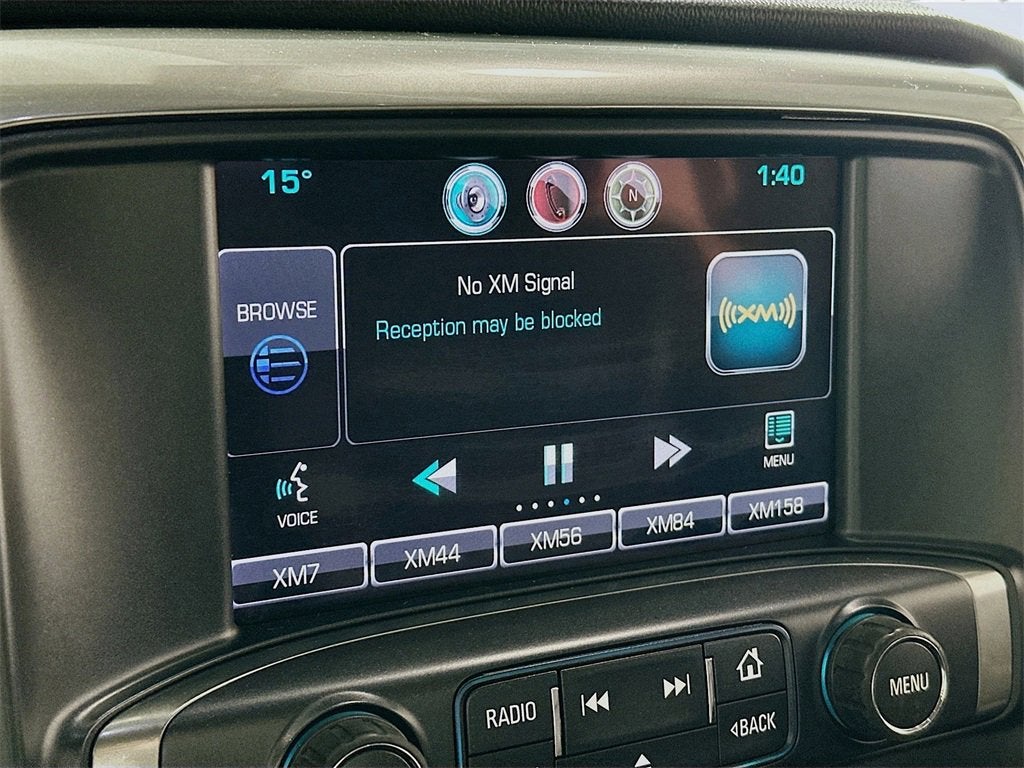 15°
1:40
N
No XM Signal
Reception may be blocked
BROWSE
XM
VOICE
MENU
XM7
XM44
XM56
XM84
XM158
RADIO
BACK
MENU